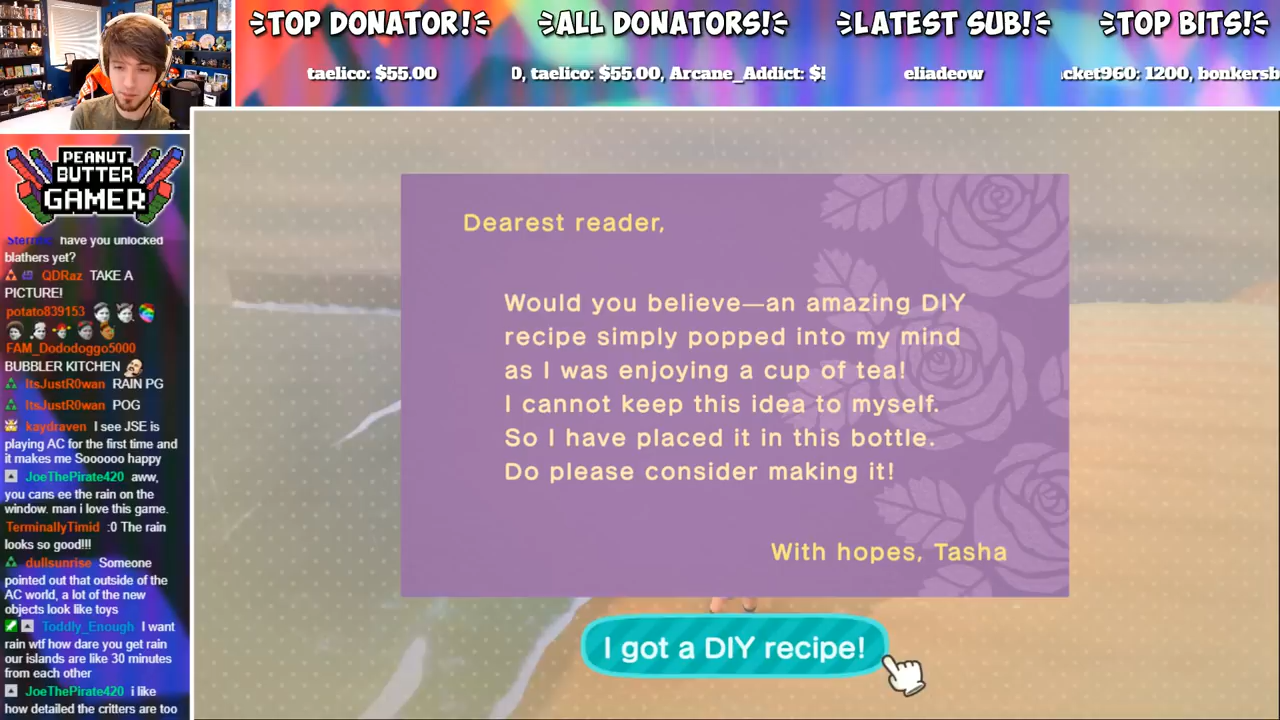 TOP DONATOR!
ALL DONATORS!
LATEST SUB!
TOP BITS!
taelico: $55.00
0, taelico: $55.00, Arcane_Addict: $
eliadeow
cket960: 1200, bonkersb
PEANUT
BUTTER
GAMER
have you unlocked
blathers yet?
QDRaz TAKE A
PICTURE!
potato839153
FAM_Dododoggo5000
BUBBLER KITCHEN
ItsJustR0wan RAIN PG
ItsJustR0wan POG
kaydraven I see JSE is
playing AC for the first time and
it makes me Soooooo happy
JoeThePirate420 aww,
you cans ee the rain on the
window. man i love this game.
TerminallyTimid :0 The rain
looks so good!!!
dullsunrise Someone
pointed out that outside of the
AC world, a lot of the new
objects look like toys
Toddly_Enough I want
rain wtf how dare you get rain
our islands are like 30 minutes
from each other
JoeThePirate420 i like
how detailed the critters are too
Dearest reader,
Would you believe—an amazing DIY
recipe simply popped into my mind
as I was enjoying a cup of tea!
I cannot keep this idea to myself.
So I have placed it in this bottle.
Do please consider making it!
With hopes, Tasha
I got a DIY recipe!